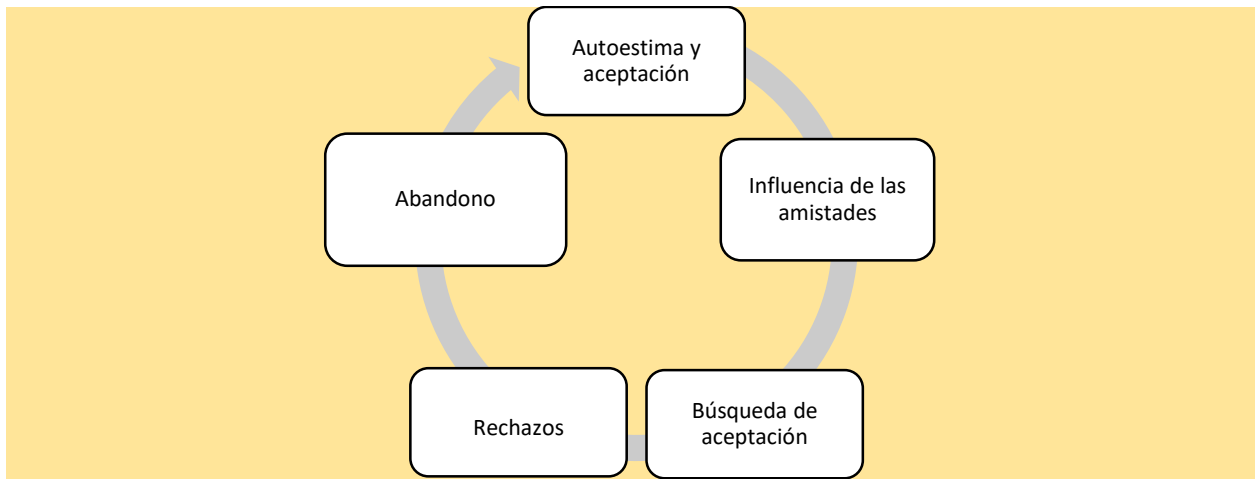 Autoestima y
aceptación
Influencia de las
amistades
Búsqueda de
aceptación
Rechazos
Abandono